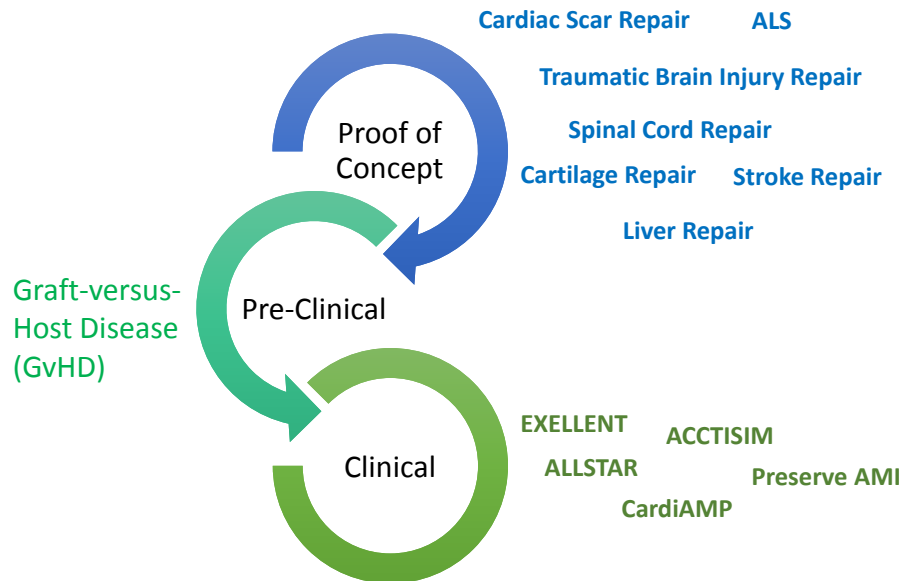 Cardiac Scar Repair
ALS
Traumatic Brain Injury Repair
Proof of
Concept
Spinal Cord Repair
Cartilage Repair
Stroke Repair
Liver Repair
Graft-versus-
Host Disease
(GvHD)
Pre-Clinical
Clinical
EXELLENT
ACCTISIM
ALLSTAR
Preserve AMI
CardiAMP